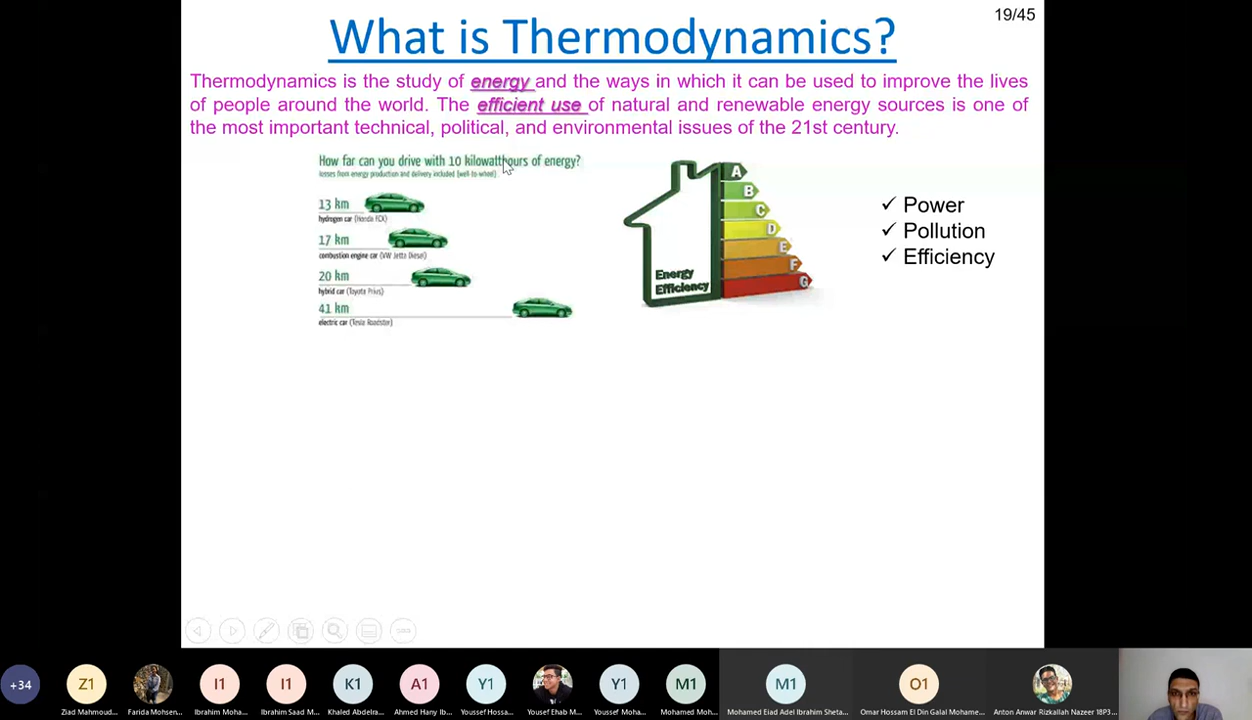 19/45
What is Thermodynamics?
Thermodynamics is the study of energy and the ways in which it can be used to improve the lives
of people around the world. The efficient use of natural and renewable energy sources is one of
the most important technical, political, and environmental issues of the 21st century.
How far can you drive with 10 kilowatthours of energy?
losses from energy production and delivery included (well-to-wheel)
13 km
hydrogen car (Honda FCX)
17 km
combustion engine car (VW Jetta Diesel)
20 km
hybrid car (Toyota Prius)
41 km
electric car (Tesla Roadster)
A
B
C
D
E
F
G
Energy
Efficiency
✓ Power
✓ Pollution
✓ Efficiency
+34
Z1
I1
I1
K1
A1
Y1
Y1
M1
M1
O1
Ziad Mahmoud...
Farida Mohsen...
Ibrahim Moha...
Ibrahim Saad M...
Khaled Abdelra...
Ahmed Hany Ib...
Youssef Hossa...
Yousef Ehab M...
Youssef Moha...
Mohamed Moh...
Mohamed Eiad Adel Ibrahim Sheta...
Omar Hossam El Din Galal Mohame...
Anton Anwar Rizkallah Nazeer 18P3...